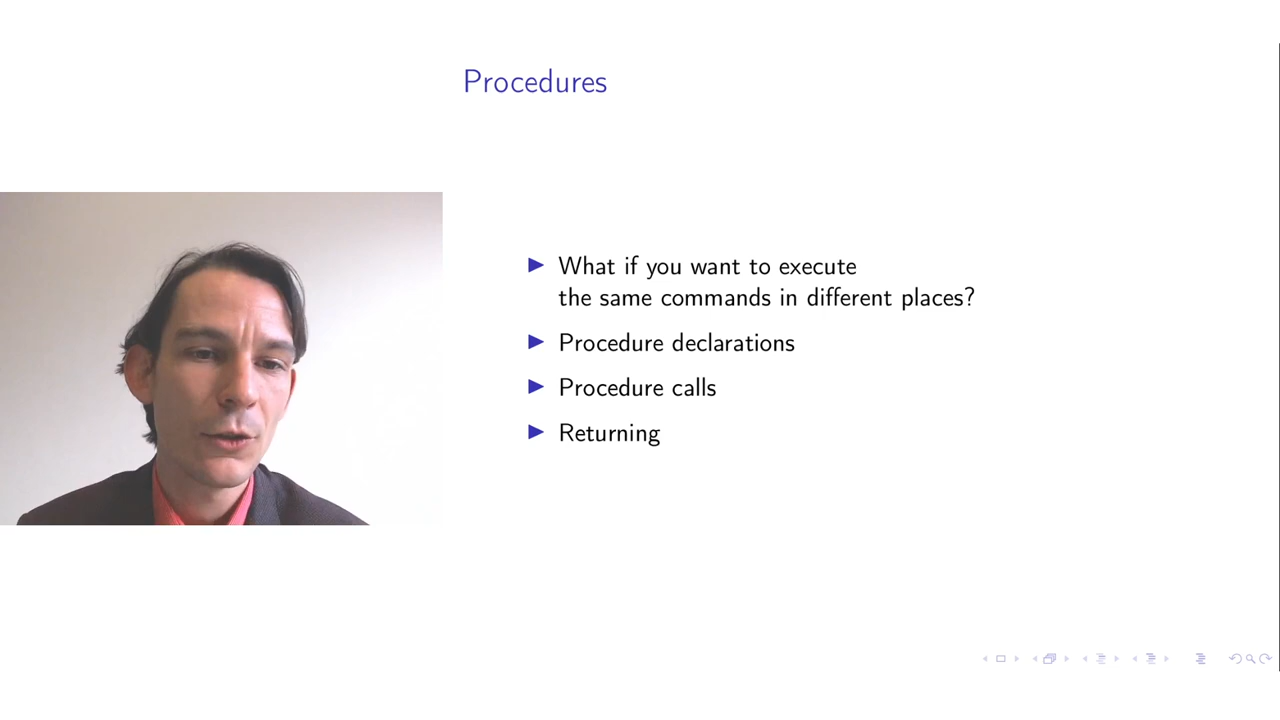 Procedures
What if you want to execute
the same commands in different places?
Procedure declarations
Procedure calls
Returning